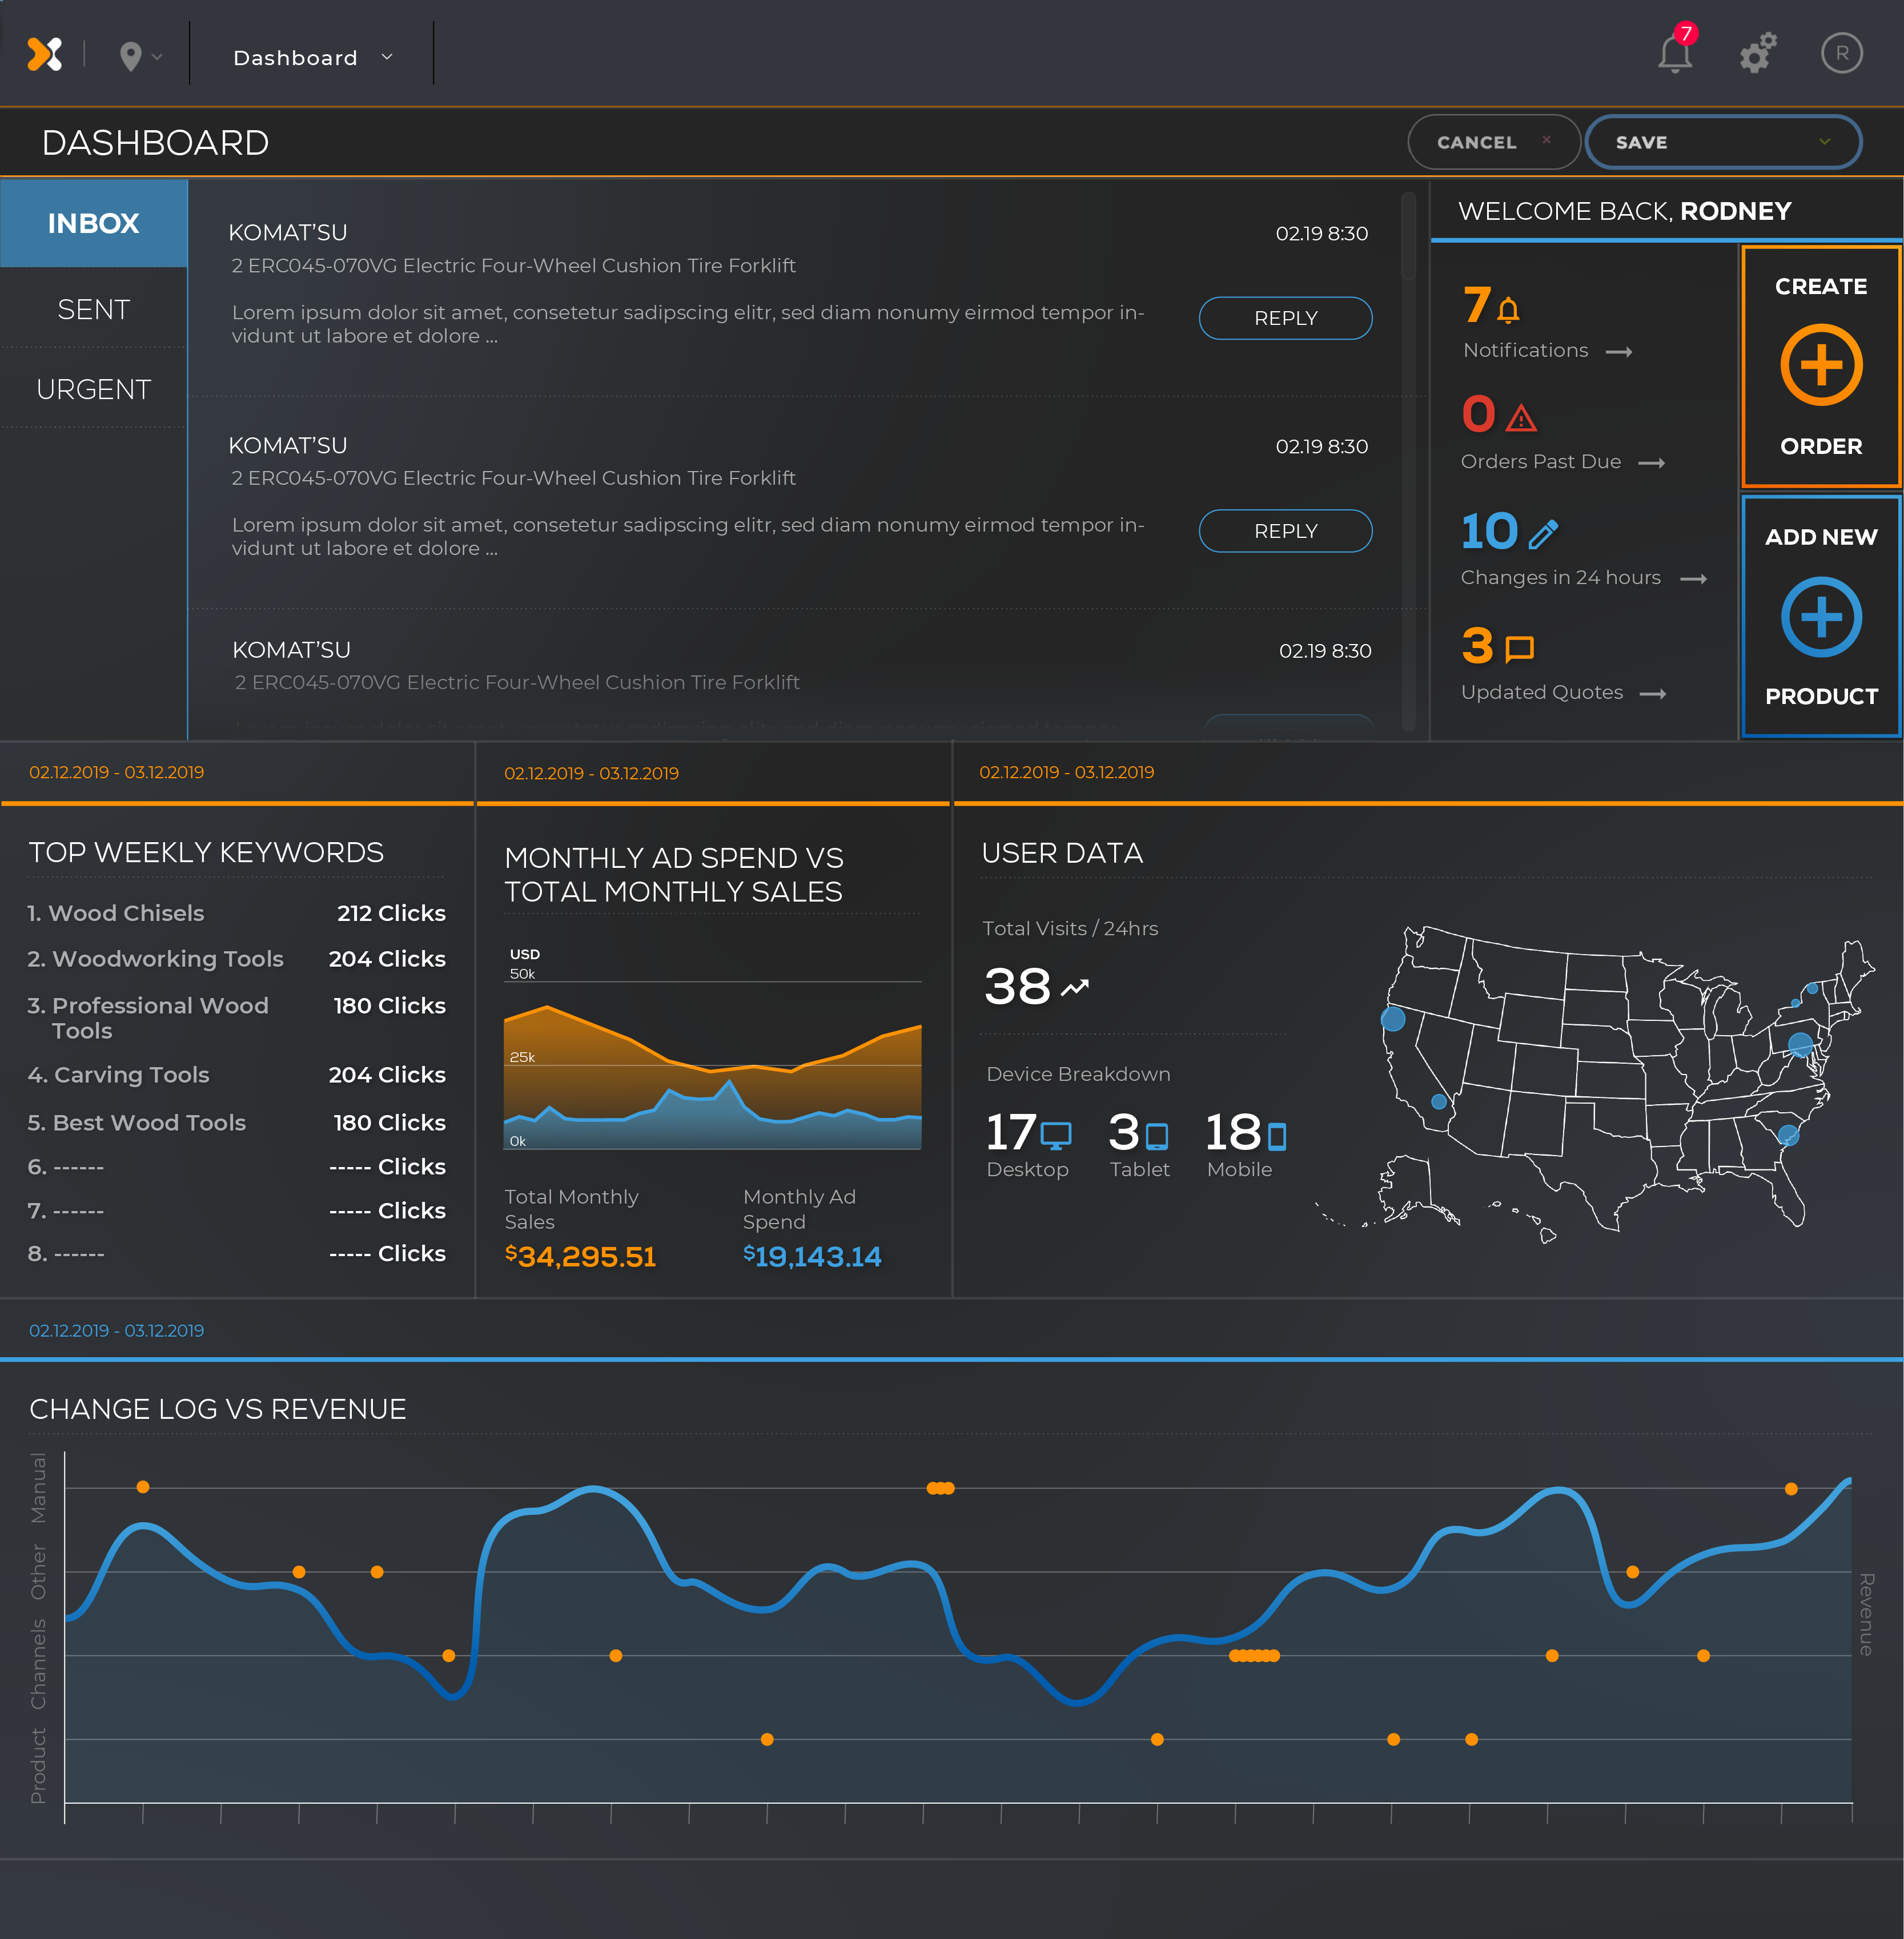 Dashboard
7
R
DASHBOARD
CANCEL ×
SAVE
INBOX
SENT
URGENT
KOMAT'SU
02.19 8:30
2 ERC045-070VG Electric Four-Wheel Cushion Tire Forklift
Lorem ipsum dolor sit amet, consetetur sadipscing elitr, sed diam nonumy eirmod tempor in-
vidunt ut labore et dolore ...
REPLY
KOMAT'SU
02.19 8:30
2 ERC045-070VG Electric Four-Wheel Cushion Tire Forklift
Lorem ipsum dolor sit amet, consetetur sadipscing elitr, sed diam nonumy eirmod tempor in-
vidunt ut labore et dolore ...
REPLY
KOMAT'SU
02.19 8:30
2 ERC045-070VG Electric Four-Wheel Cushion Tire Forklift
WELCOME BACK, RODNEY
7
Notifications
0
Orders Past Due
10
Changes in 24 hours
3
Updated Quotes
CREATE
ORDER
ADD NEW
PRODUCT
02.12.2019 - 03.12.2019
TOP WEEKLY KEYWORDS
1. Wood Chisels 212 Clicks
2. Woodworking Tools 204 Clicks
3. Professional Wood 180 Clicks
Tools
4. Carving Tools 204 Clicks
5. Best Wood Tools 180 Clicks
6. ------ ----- Clicks
7. ------ ----- Clicks
8. ------ ----- Clicks
02.12.2019 - 03.12.2019
MONTHLY AD SPEND VS
TOTAL MONTHLY SALES
USD
50k
25k
0k
Total Monthly
Sales
$34,295.51
Monthly Ad
Spend
$19,143.14
02.12.2019 - 03.12.2019
USER DATA
Total Visits / 24hrs
38
Device Breakdown
17
Desktop
3
Tablet
18
Mobile
02.12.2019 - 03.12.2019
CHANGE LOG VS REVENUE
Manual
Other
Channels
Product
Revenue